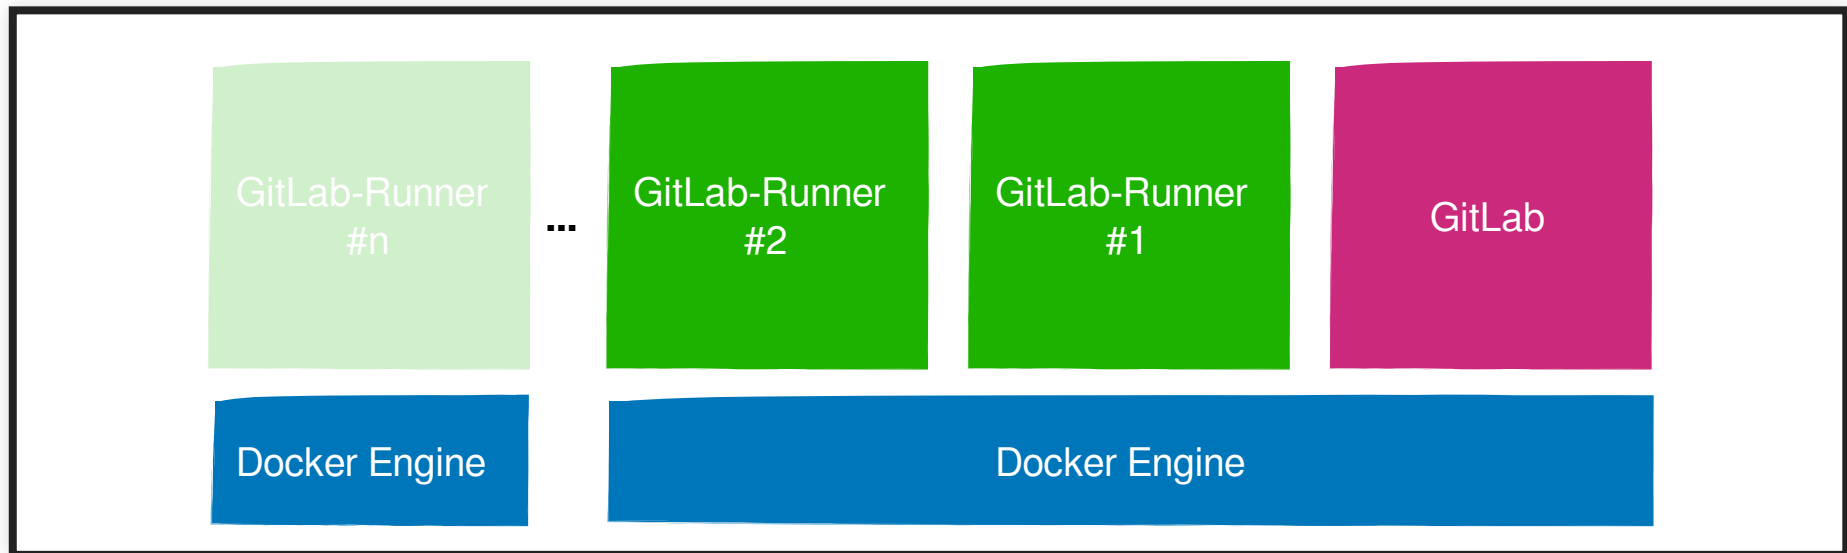 GitLab-Runner
#n
...
GitLab-Runner
#2
GitLab-Runner
#1
GitLab
Docker Engine
Docker Engine